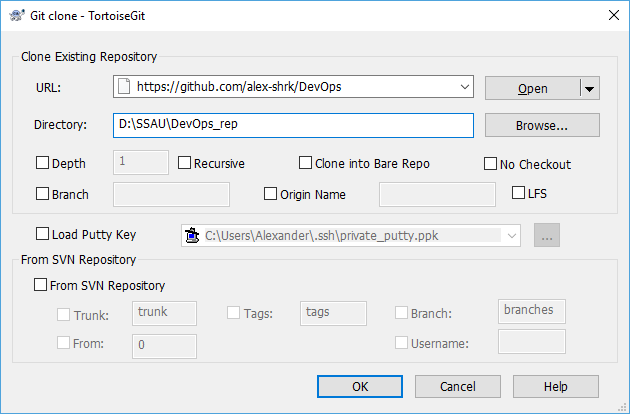 Git clone - TortoiseGit
Clone Existing Repository
URL: https://github.com/alex-shrk/DevOps Open
Directory: D:\SSAU\DevOps_rep Browse...
Depth 1 Recursive Clone into Bare Repo No Checkout
Branch Origin Name LFS
Load Putty Key C:\Users\Alexander\.ssh\private_putty.ppk ...
From SVN Repository
From SVN Repository
Trunk: trunk Tags: tags Branch: branches
From: 0 Username:
OK Cancel Help